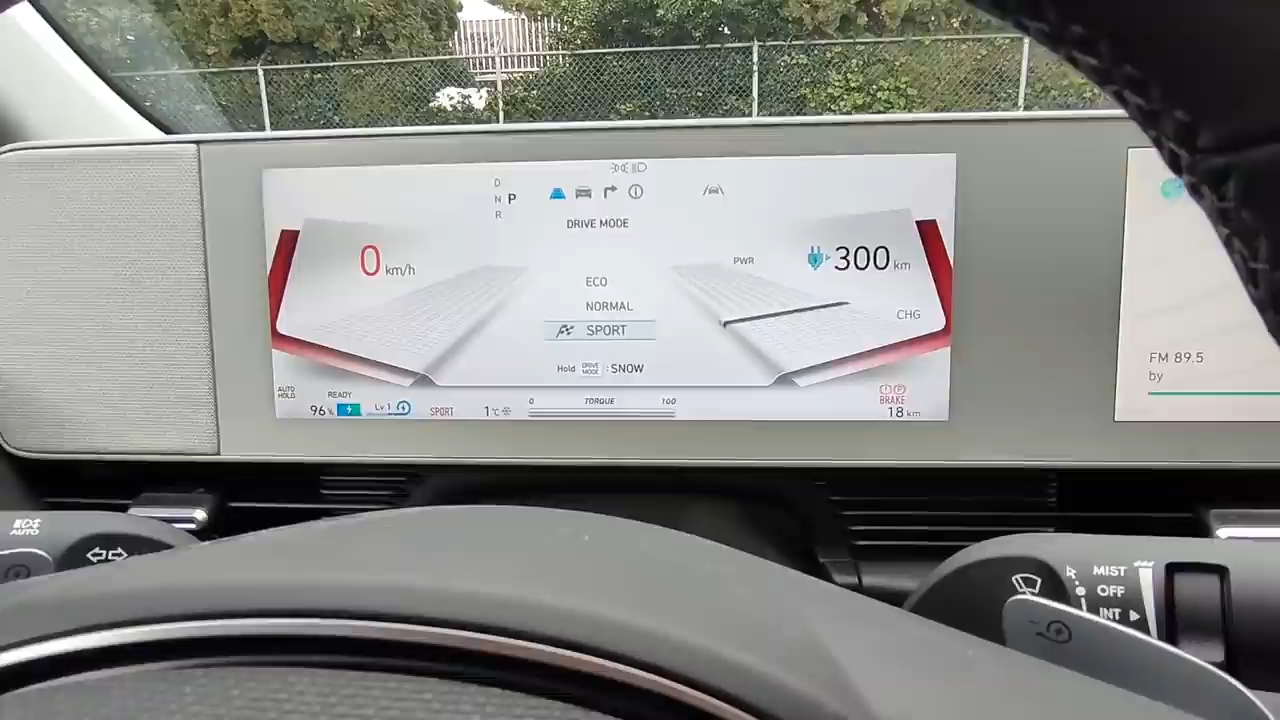 D
N P
R
DRIVE MODE
0 km/h
PWR
300 km
ECO
NORMAL
SPORT
CHG
Hold DRIVE MODE : SNOW
AUTO HOLD
READY
96%
Lv 1
SPORT
1°C
0 TORQUE 100
BRAKE
18 km
FM 89.5
by
AUTO
MIST
OFF
INT